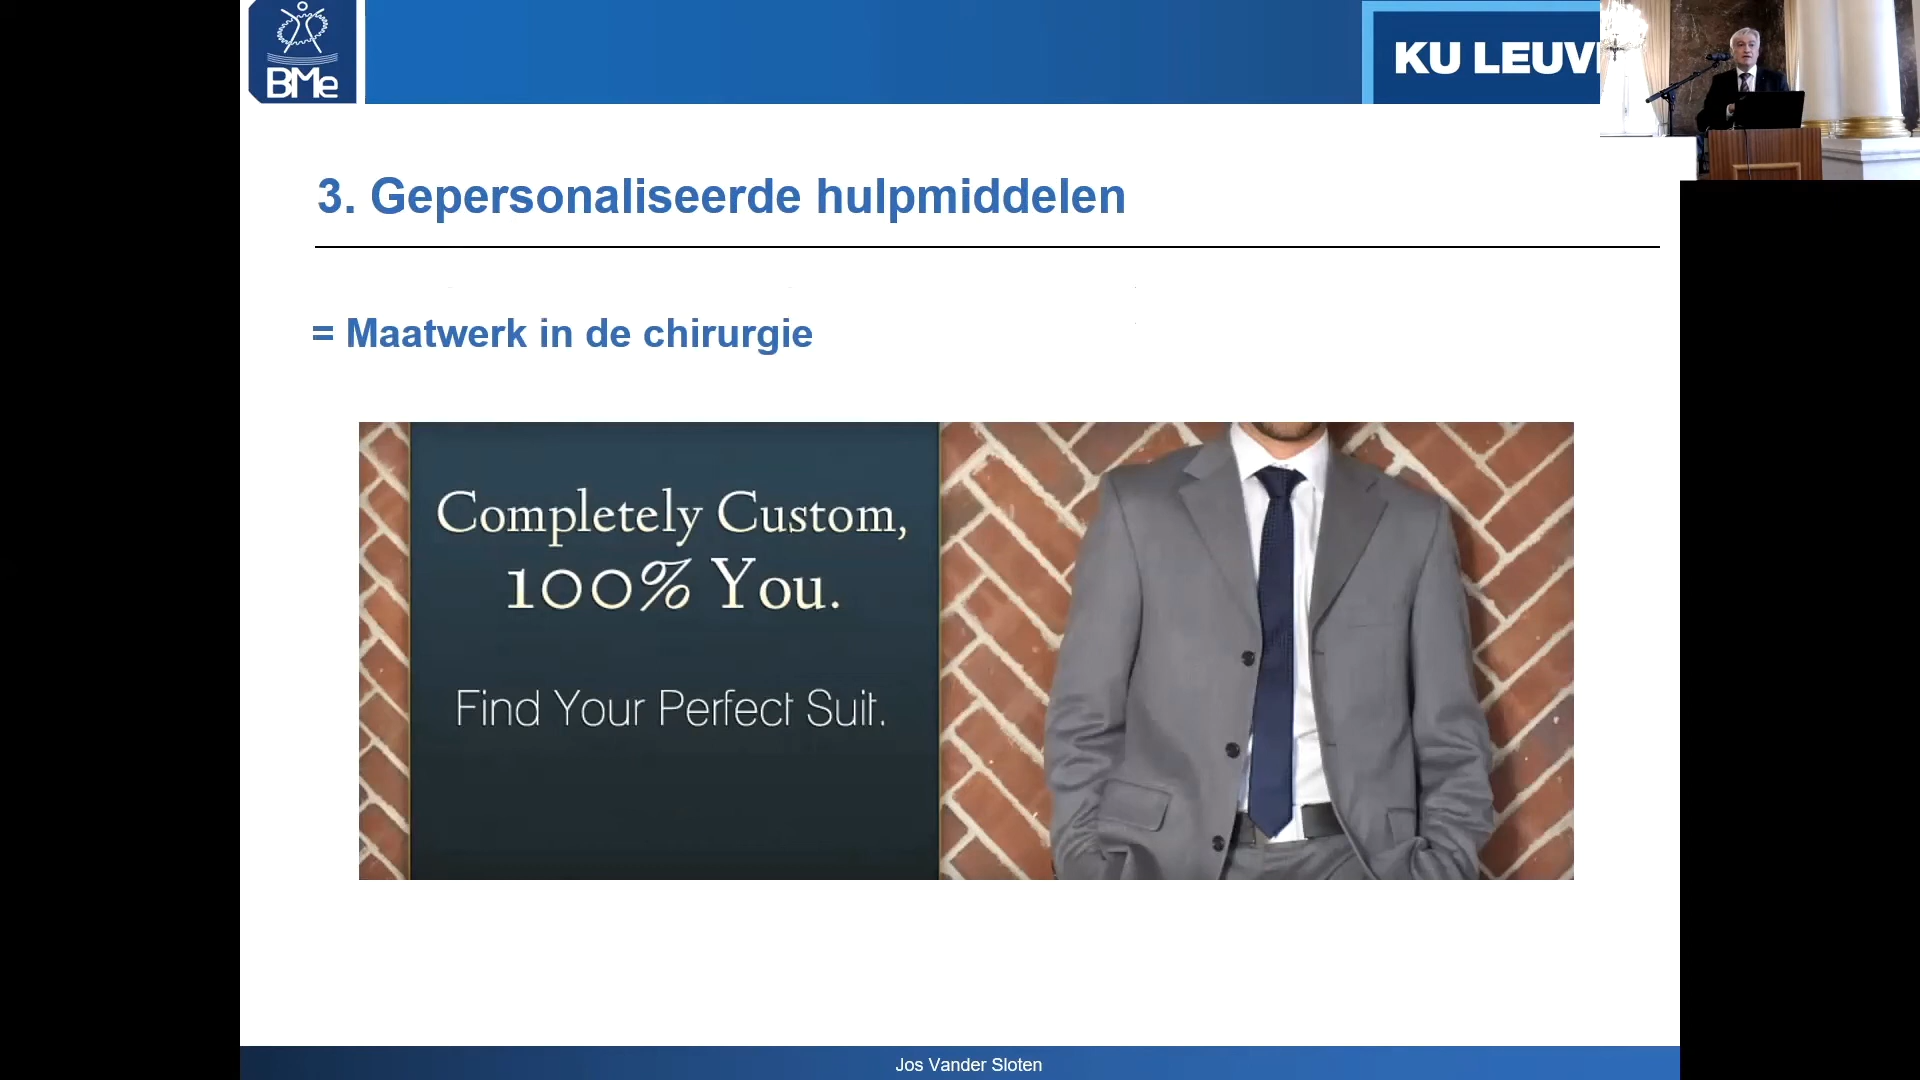 BMe
KU LEUV
3. Gepersonaliseerde hulpmiddelen
= Maatwerk in de chirurgie
Completely Custom,
100% You.
Find Your Perfect Suit.
Jos Vander Sloten